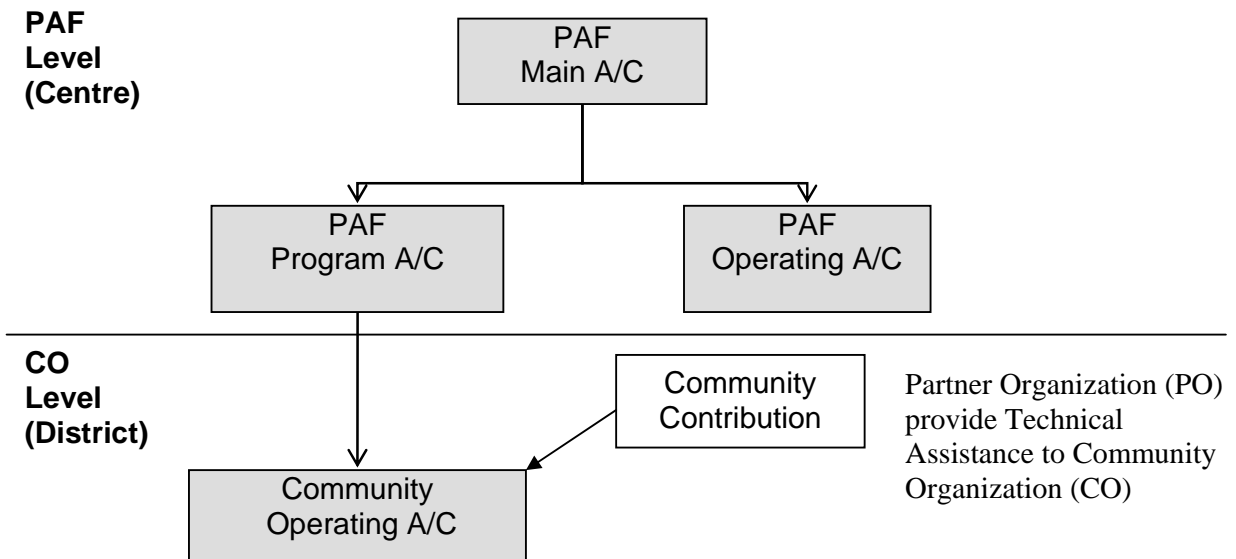 PAF
Level
(Centre)
PAF
Main A/C
PAF
Program A/C
PAF
Operating A/C
CO
Level
(District)
Community
Contribution
Partner Organization (PO)
provide Technical
Assistance to Community
Organization (CO)
Community
Operating A/C